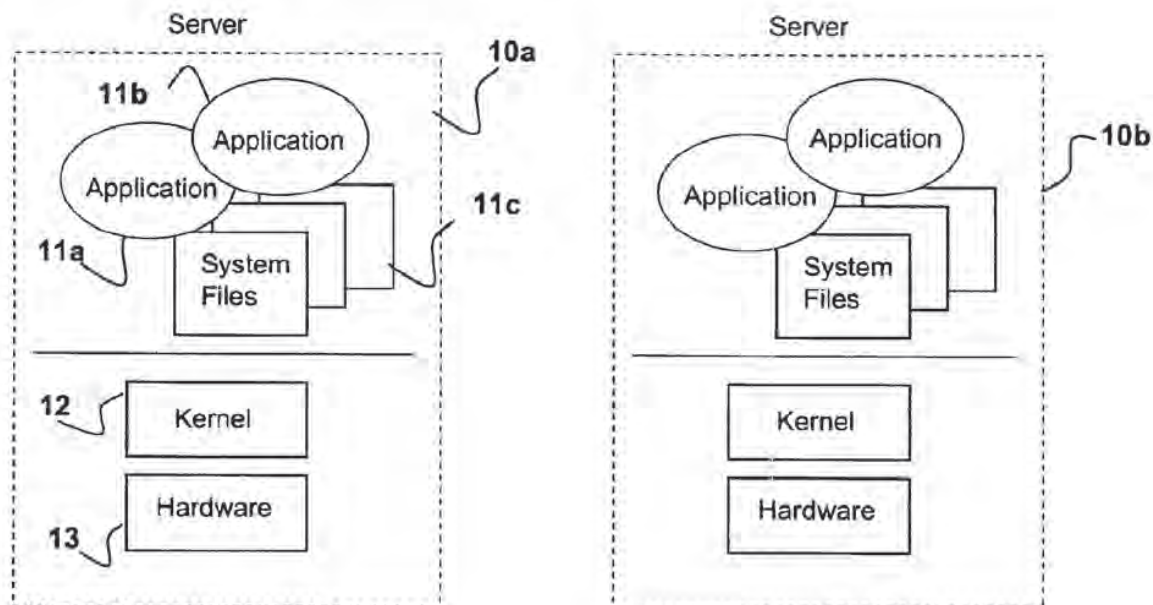 Server
10a
11b
Application
Application
11c
11a
System
Files
12
Kernel
Hardware
13
Server
Application
10b
Application
System
Files
Kernel
Hardware